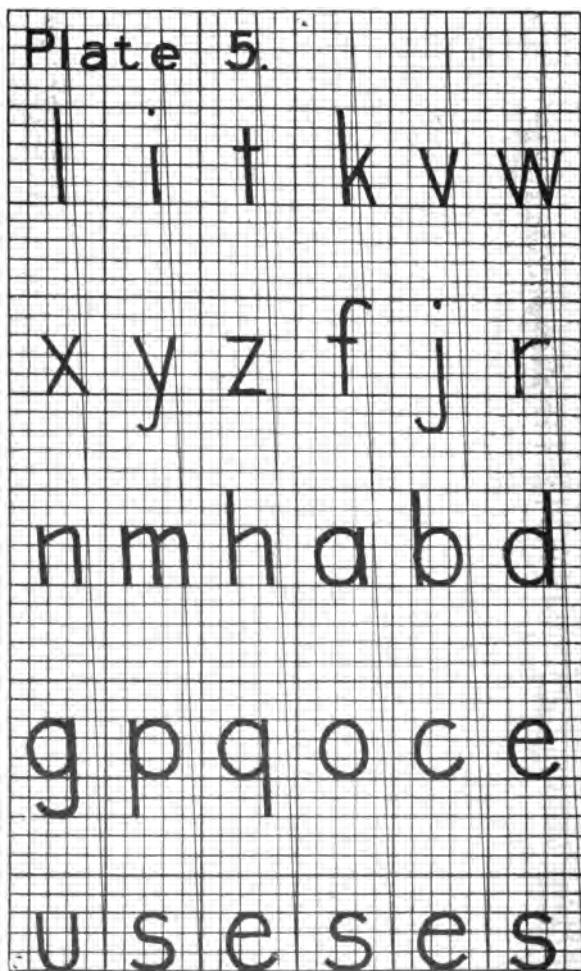 Plate 5.
l i t k v w
x y z f j r
n m h a b d
g p q o c e
u s e s e s